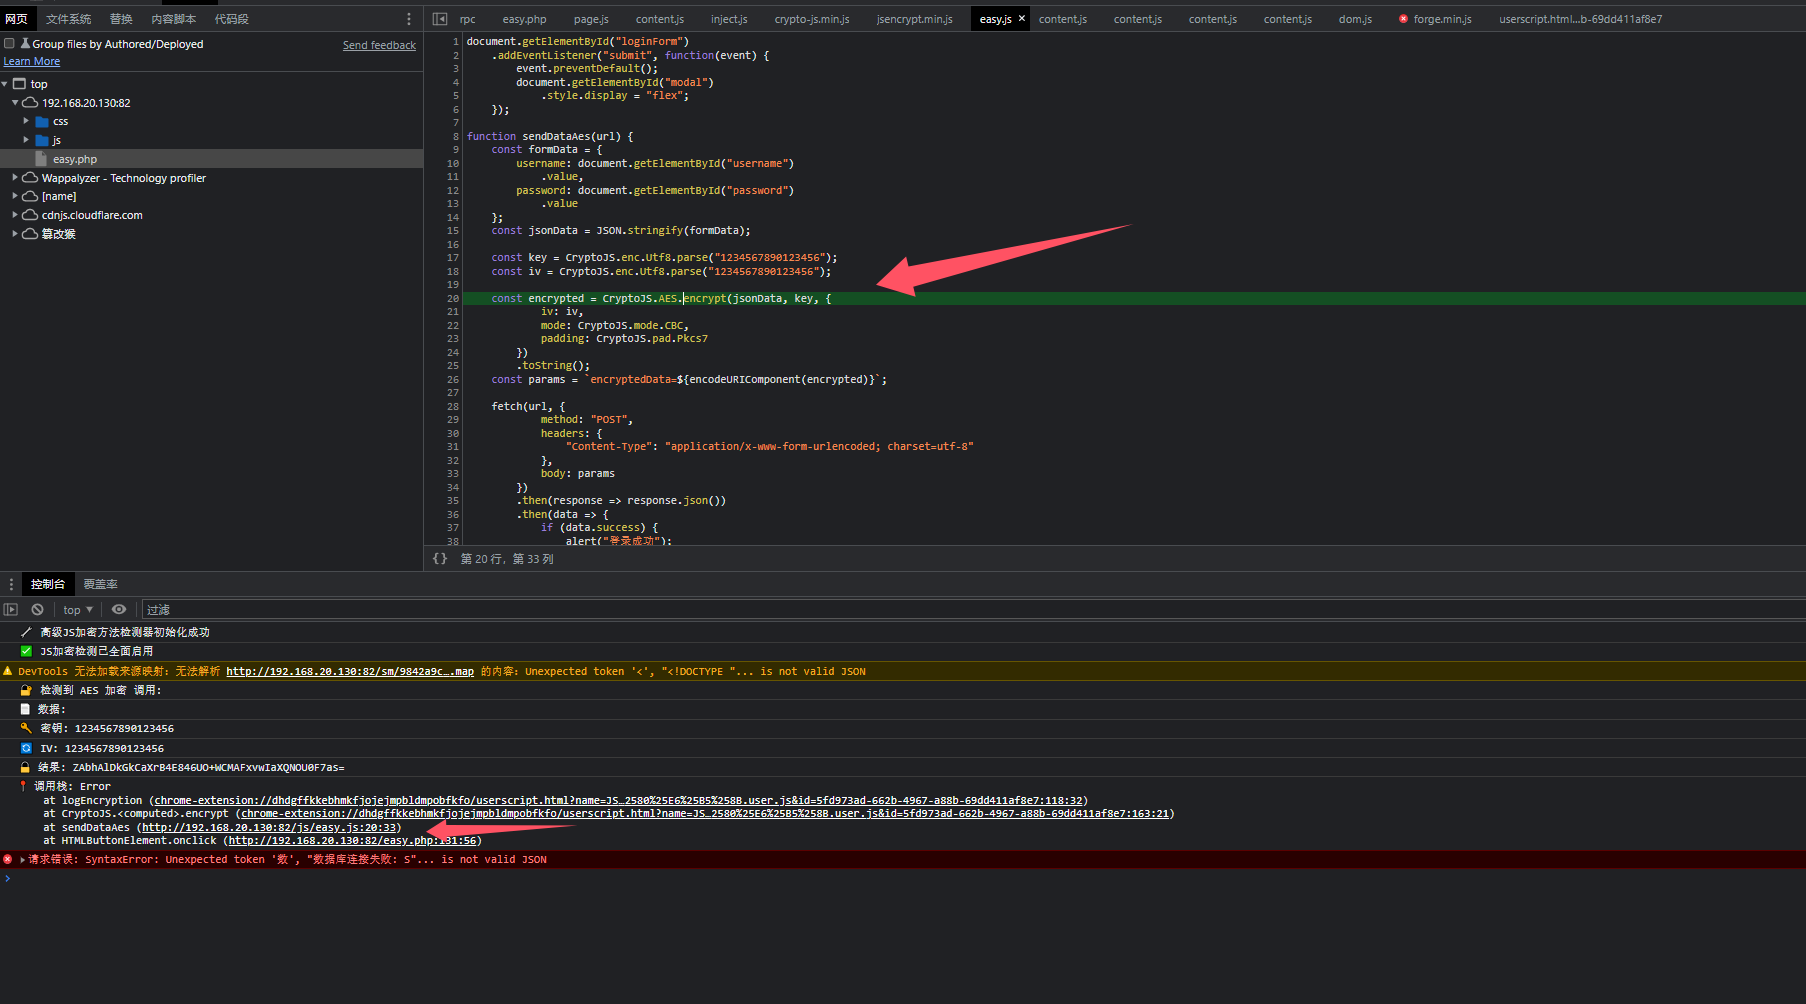 网页 文件系统 替换 内容脚本 代码段
Group files by Authored/Deployed Send feedback
Learn More
top
192.168.20.130:82
css
js
easy.php
Wappalyzer - Technology profiler
[name]
cdnjs.cloudflare.com
篡改猴
rpc easy.php page.js content.js inject.js crypto-js.min.js jsencrypt.min.js easy.js × content.js content.js content.js content.js dom.js forge.min.js userscript.html…b-69dd411af8e7
1 document.getElementById("loginForm")
2 .addEventListener("submit", function(event) {
3 event.preventDefault();
4 document.getElementById("modal")
5 .style.display = "flex";
6 });
7
8 function sendDataAes(url) {
9 const formData = {
10 username: document.getElementById("username")
11 .value,
12 password: document.getElementById("password")
13 .value
14 };
15 const jsonData = JSON.stringify(formData);
16
17 const key = CryptoJS.enc.Utf8.parse("1234567890123456");
18 const iv = CryptoJS.enc.Utf8.parse("1234567890123456");
19
20 const encrypted = CryptoJS.AES.encrypt(jsonData, key, {
21 iv: iv,
22 mode: CryptoJS.mode.CBC,
23 padding: CryptoJS.pad.Pkcs7
24 })
25 .toString();
26 const params = `encryptedData=${encodeURIComponent(encrypted)}`;
27
28 fetch(url, {
29 method: "POST",
30 headers: {
31 "Content-Type": "application/x-www-form-urlencoded; charset=utf-8"
32 },
33 body: params
34 })
35 .then(response => response.json())
36 .then(data => {
37 if (data.success) {
38 alert("登录成功");
{} 第 20 行，第 33 列
控制台 覆盖率
top 过滤
高级JS加密方法检测器初始化成功
JS加密检测已全面启用
DevTools 无法加载来源映射: 无法解析 http://192.168.20.130:82/sm/9842a9c….map 的内容: Unexpected token '<', "<!DOCTYPE "... is not valid JSON
检测到 AES 加密 调用:
数据:
密钥: 1234567890123456
IV: 1234567890123456
结果: ZAbhAlDkGkCaXrB4E846UO+WCMAFxvwIaXQNOU0F7as=
调用栈: Error
at logEncryption (chrome-extension://dhdgffkkebhmkfjojejmpbldmpobfkfo/userscript.html?name=JS…2580%25E6%25B5%258B.user.js&id=5fd973ad-662b-4967-a88b-69dd411af8e7:118:32)
at CryptoJS.<computed>.encrypt (chrome-extension://dhdgffkkebhmkfjojejmpbldmpobfkfo/userscript.html?name=JS…2580%25E6%25B5%258B.user.js&id=5fd973ad-662b-4967-a88b-69dd411af8e7:163:21)
at sendDataAes (http://192.168.20.130:82/js/easy.js:20:33)
at HTMLButtonElement.onclick (http://192.168.20.130:82/easy.php:131:56)
请求错误: SyntaxError: Unexpected token '数', "数据库连接失败: S"... is not valid JSON